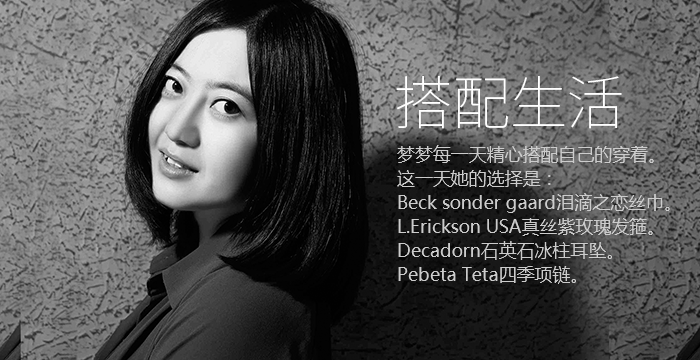 搭配生活
梦梦每一天精心搭配自己的穿着。
这一天她的选择是：
Beck sonder gaard泪滴之恋丝巾。
L.Erickson USA真丝紫玫瑰发箍。
Decadorn石英石冰柱耳坠。
Pebeta Teta四季项链。